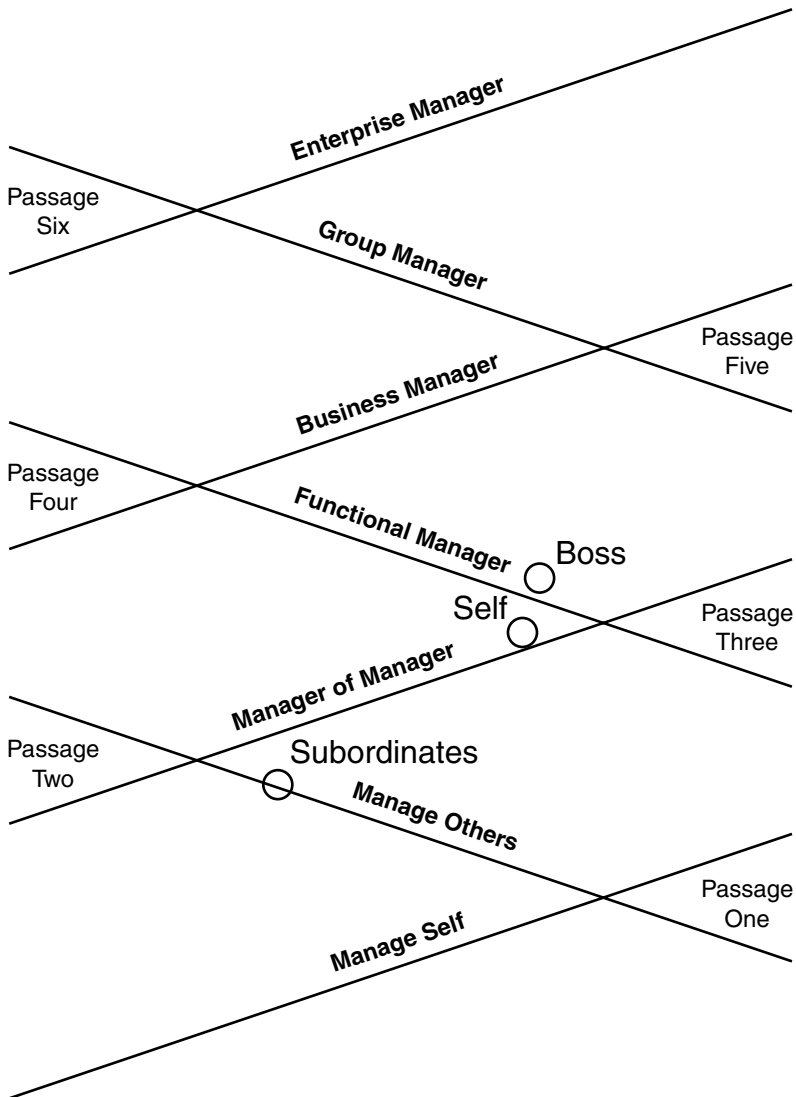 Enterprise Manager
Passage
Six
Group Manager
Passage
Five
Business Manager
Passage
Four
Functional Manager
Boss
Self
Passage
Three
Manager of Manager
Passage
Two
Subordinates
Manage Others
Passage
One
Manage Self